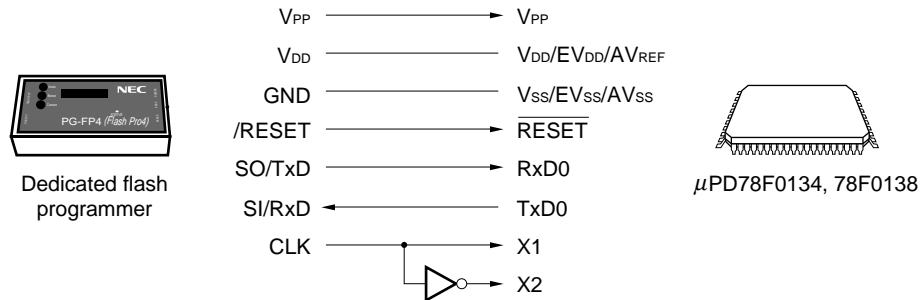 VPP VPP
VDD VDD/EVDD/AVREF
GND VSS/EVSS/AVSS
/RESET RESET
SO/TxD RxD0
SI/RxD TxD0
CLK X1
X2
NEC
PG-FP4 (Flash Pro4)
Dedicated flash
programmer
μPD78F0134, 78F0138